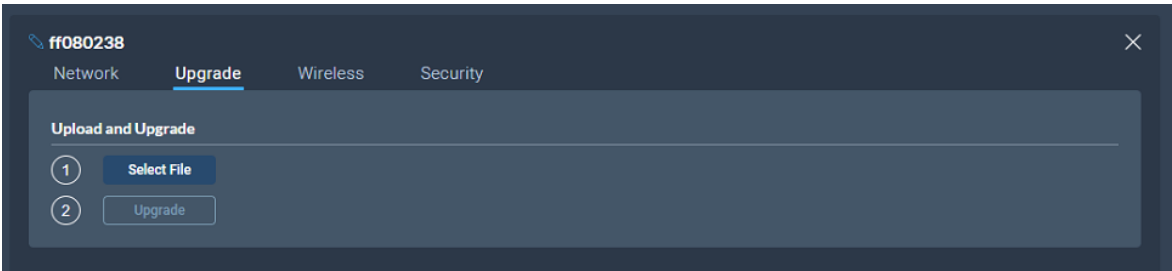 ff080238
Network Upgrade Wireless Security
Upload and Upgrade
1 Select File
2 Upgrade